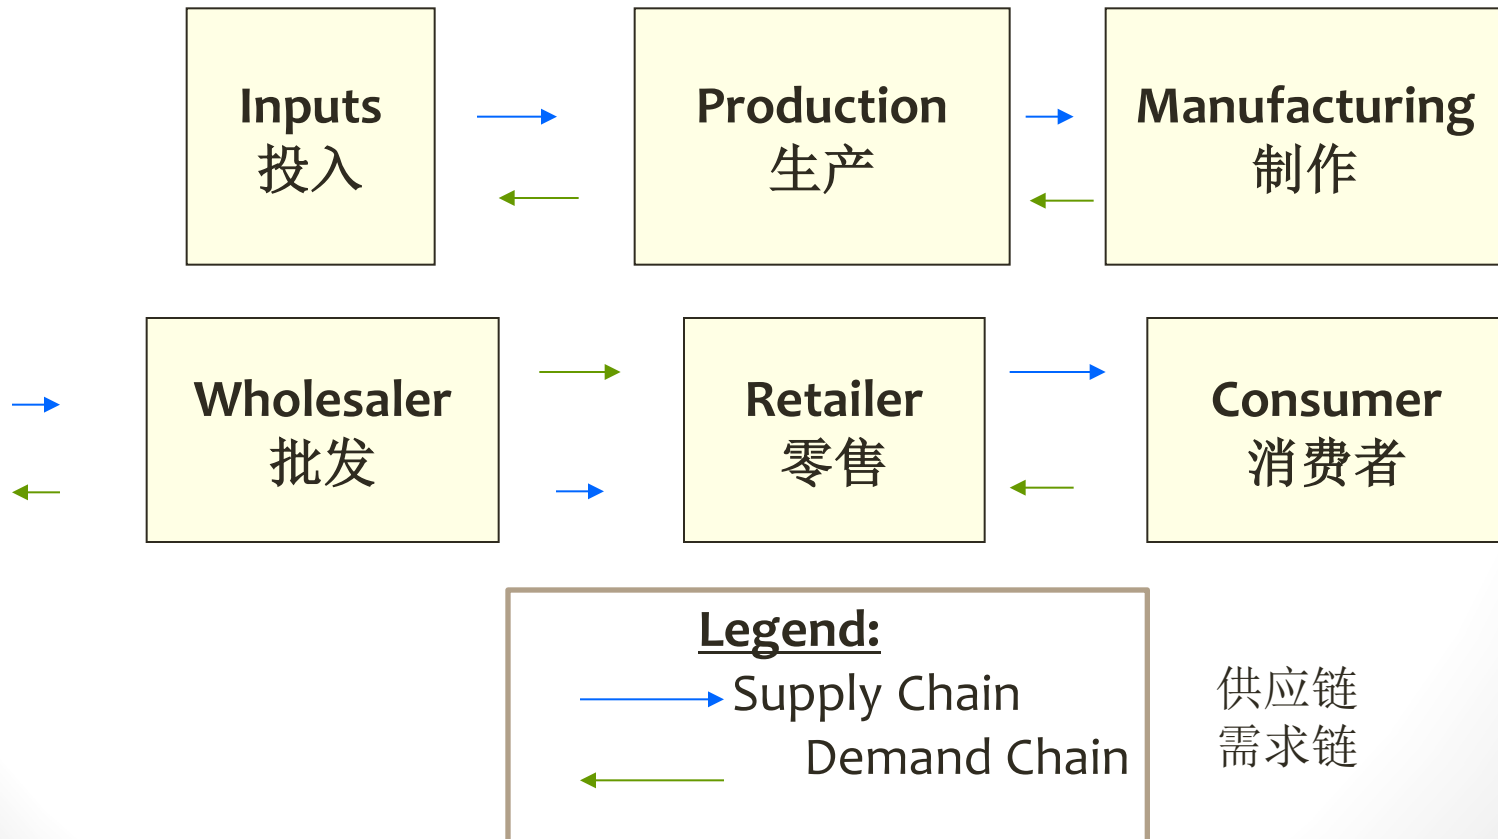 Inputs
投入
Production
生产
Manufacturing
制作
Wholesaler
批发
Retailer
零售
Consumer
消费者
Legend:
Supply Chain
Demand Chain
供应链
需求链